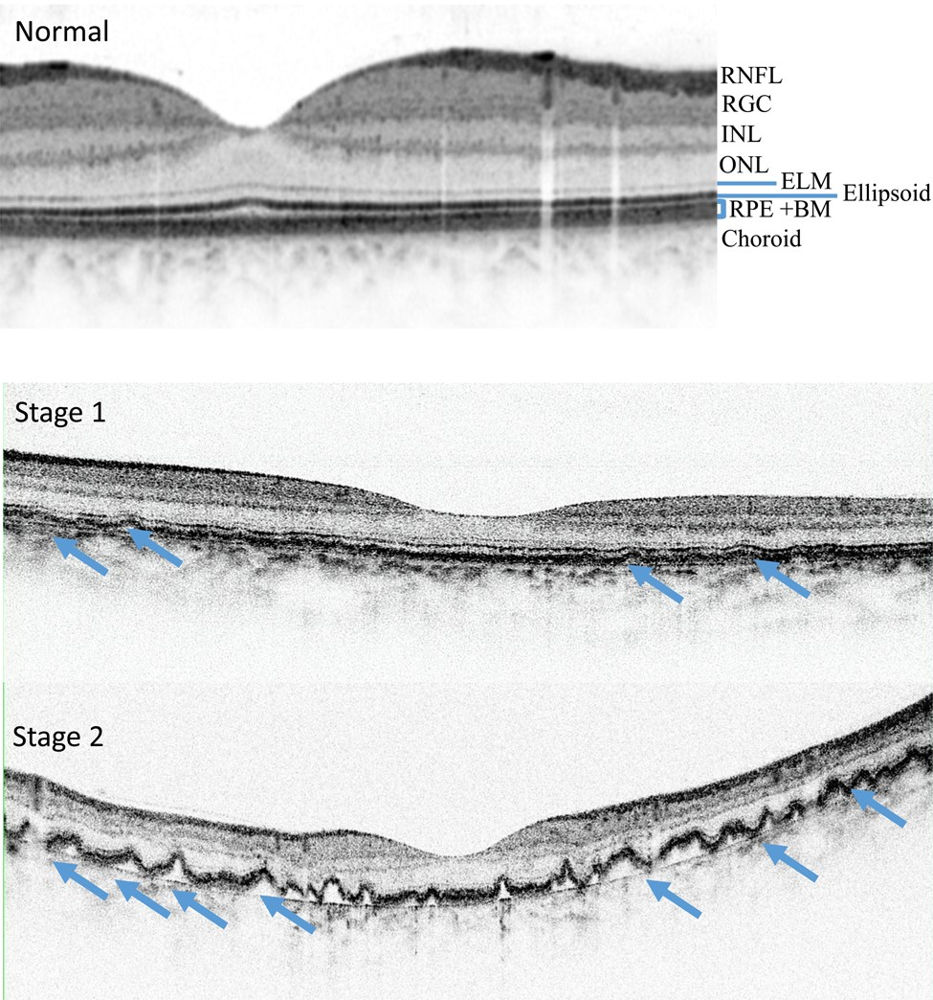 Normal
RNFL
RGC
INL
ONL
ELM
Ellipsoid
RPE +BM
Choroid
Stage 1
Stage 2